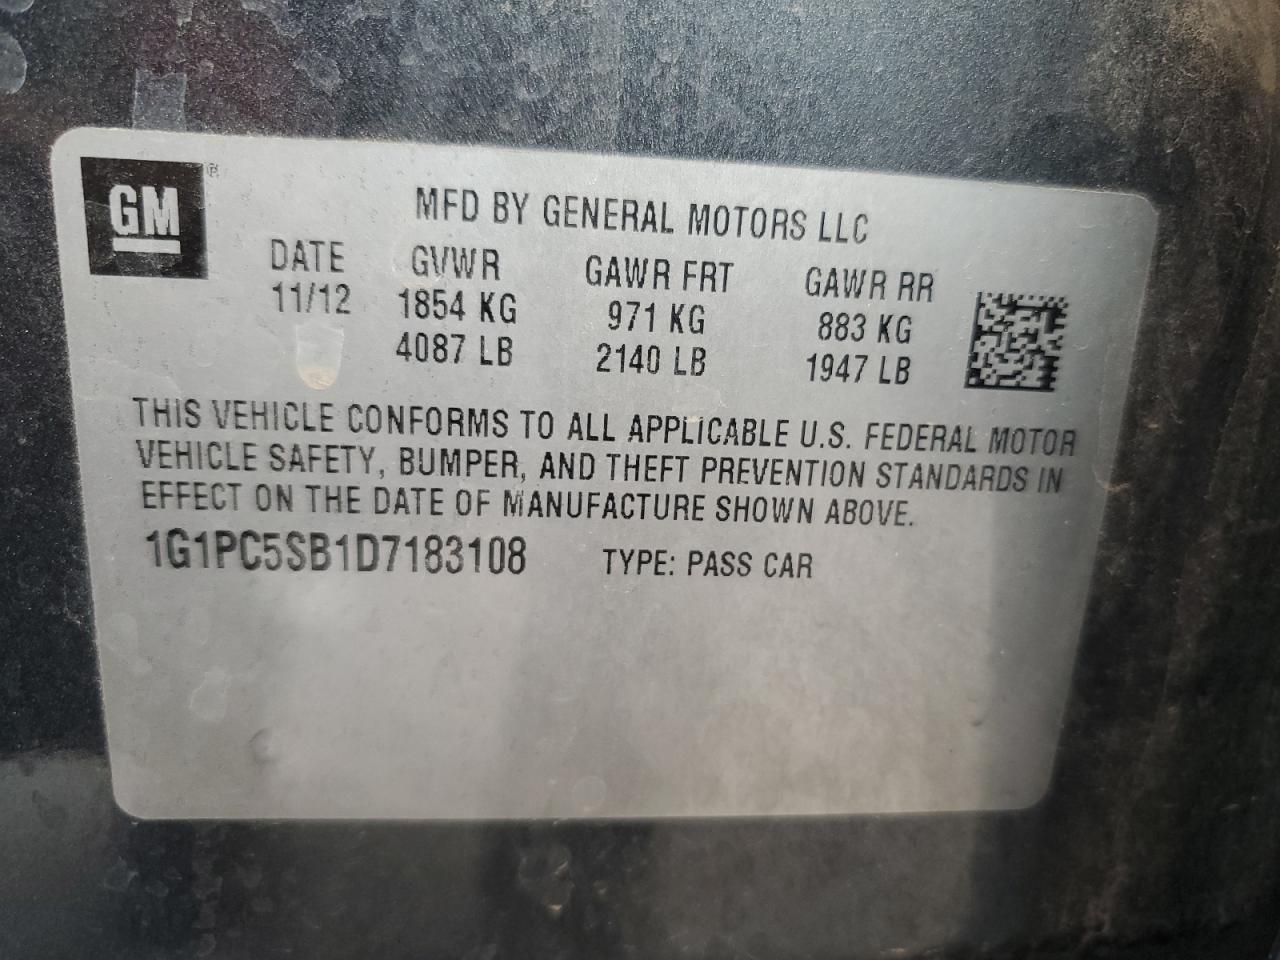 GM ®
MFD BY GENERAL MOTORS LLC
DATE GVWR GAWR FRT GAWR RR
11/12 1854 KG 971 KG 883 KG
4087 LB 2140 LB 1947 LB
THIS VEHICLE CONFORMS TO ALL APPLICABLE U.S. FEDERAL MOTOR
VEHICLE SAFETY, BUMPER, AND THEFT PREVENTION STANDARDS IN
EFFECT ON THE DATE OF MANUFACTURE SHOWN ABOVE.
1G1PC5SB1D7183108 TYPE: PASS CAR